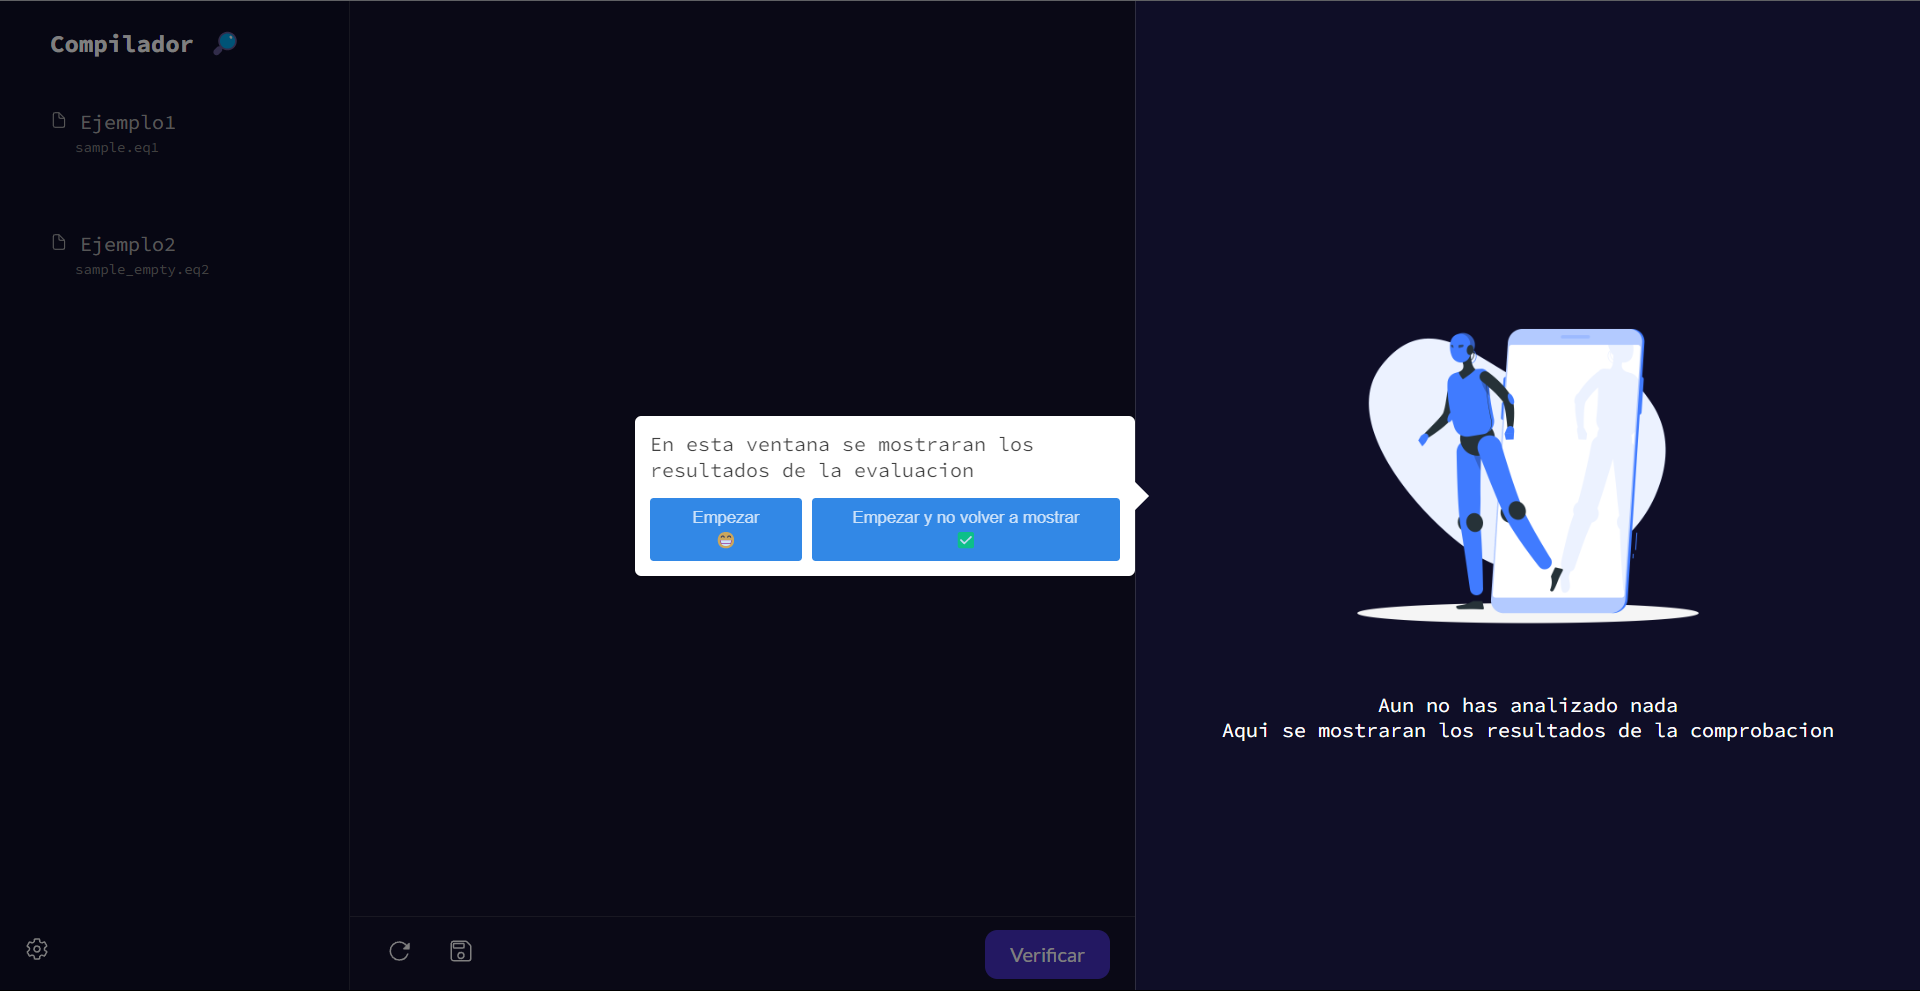 Compilador
Ejemplo1
sample.eq1
Ejemplo2
sample_empty.eq2
En esta ventana se mostraran los
resultados de la evaluacion
Empezar
Empezar y no volver a mostrar
Verificar
Aun no has analizado nada
Aqui se mostraran los resultados de la comprobacion